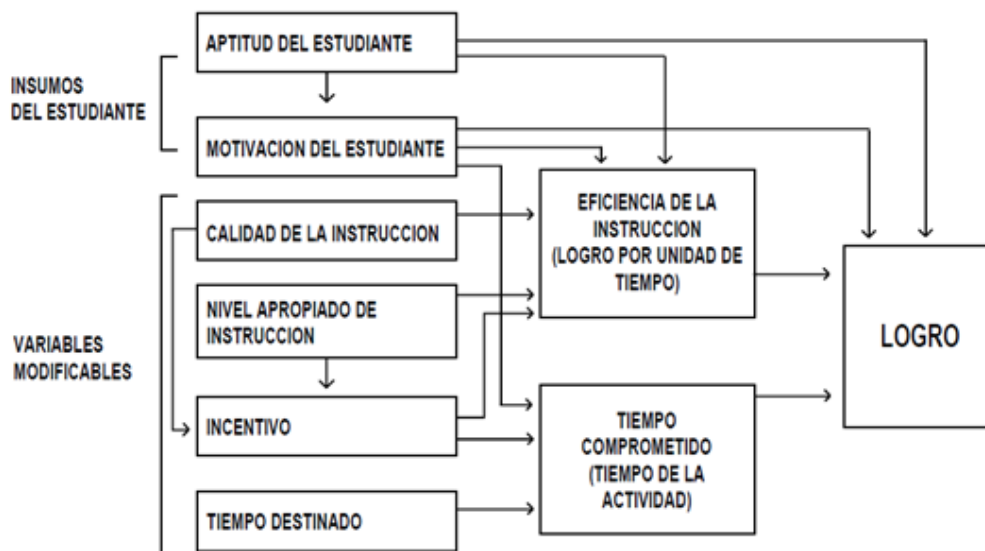 INSUMOS
DEL ESTUDIANTE
APTITUD DEL ESTUDIANTE
MOTIVACION DEL ESTUDIANTE
VARIABLES
MODIFICABLES
CALIDAD DE LA INSTRUCCION
NIVEL APROPIADO DE
INSTRUCCION
INCENTIVO
TIEMPO DESTINADO
EFICIENCIA DE LA
INSTRUCCION
(LOGRO POR UNIDAD DE
TIEMPO)
TIEMPO
COMPROMETIDO
(TIEMPO DE LA
ACTIVIDAD)
LOGRO